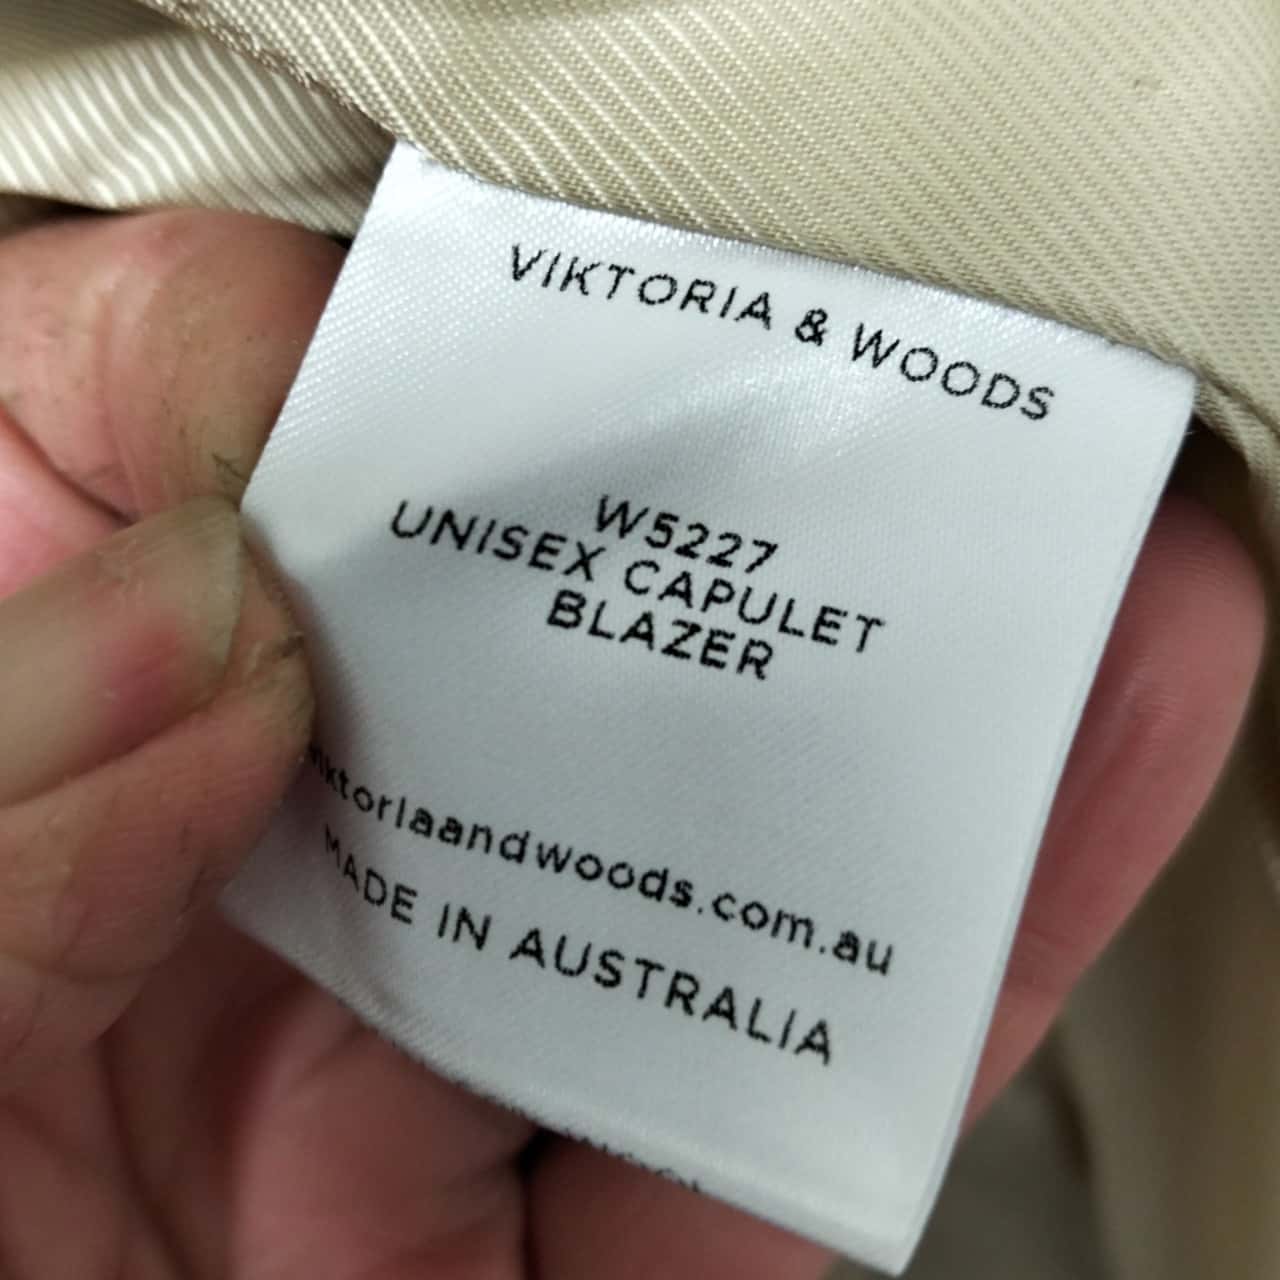 VIKTORIA & WOODS
W5227
UNISEX CAPULET
BLAZER
viktoriaandwoods.com.au
MADE IN AUSTRALIA